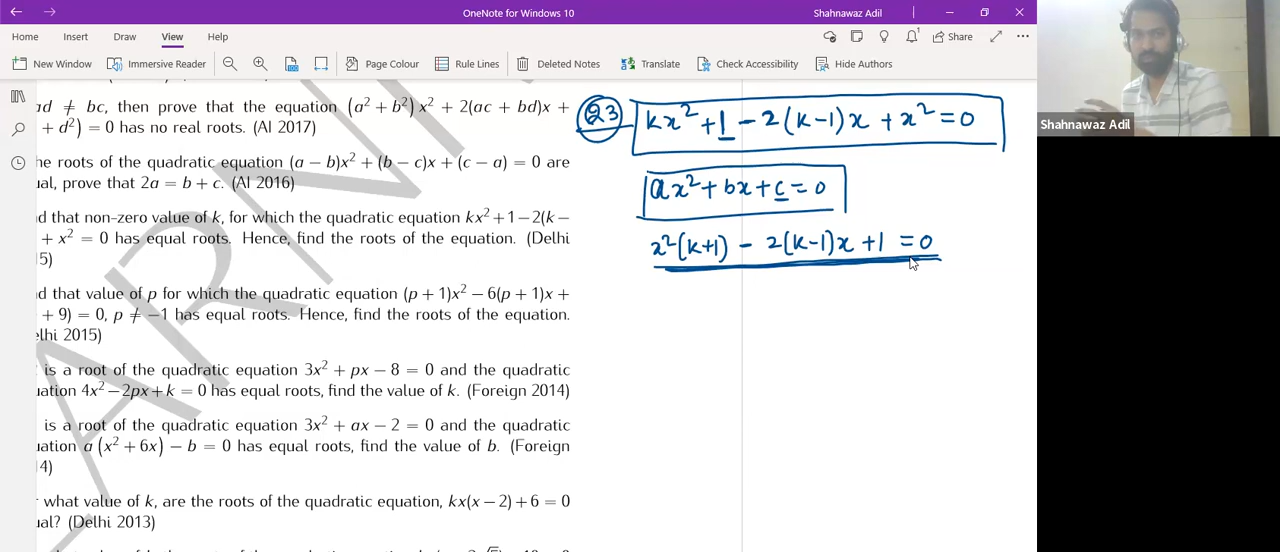 OneNote for Windows 10
Shahnawaz Adil
Home Insert Draw View Help
Share
New Window Immersive Reader Page Colour Rule Lines Deleted Notes Translate Check Accessibility Hide Authors
ad ≠ bc, then prove that the equation (a² + b²) x² + 2(ac + bd)x +
+ d²) = 0 has no real roots. (AI 2017)
he roots of the quadratic equation (a − b)x² + (b − c)x + (c − a) = 0 are
ual, prove that 2a = b + c. (AI 2016)
d that non-zero value of k, for which the quadratic equation kx² + 1 − 2(k −
+ x² = 0 has equal roots. Hence, find the roots of the equation. (Delhi
5)
d that value of p for which the quadratic equation (p + 1)x² − 6(p + 1)x +
+ 9) = 0, p ≠ −1 has equal roots. Hence, find the roots of the equation.
elhi 2015)
is a root of the quadratic equation 3x² + px − 8 = 0 and the quadratic
uation 4x² − 2px + k = 0 has equal roots, find the value of k. (Foreign 2014)
is a root of the quadratic equation 3x² + ax − 2 = 0 and the quadratic
uation a (x² + 6x) − b = 0 has equal roots, find the value of b. (Foreign
4)
what value of k, are the roots of the quadratic equation, kx(x − 2) + 6 = 0
ual? (Delhi 2013)
Q3 kx² + 1 − 2(k−1)x + x² = 0
ax² + bx + c = 0
x²(k+1) − 2(k−1)x + 1 = 0
Shahnawaz Adil